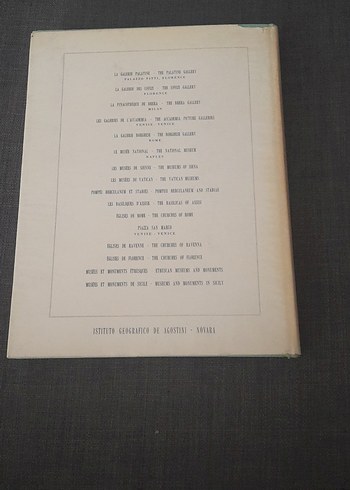 LA GALERIE PALATINE - THE PALATINE GALLERY
PALAZZO PITTI, FLORENCE
LA GALERIE DES OFFICES - THE UFFIZI GALLERY
FLORENCE
LA PINACOTHEQUE DE BRERA - THE BRERA GALLERY
MILAN
LES GALERIES DE L'ACCADEMIA - THE ACCADEMIA PICTURE GALLERIES
VENISE - VENICE
LA GALERIE BORGHESE - THE BORGHESE GALLERY
ROME
LE MUSÉE NATIONAL - THE NATIONAL MUSEUM
NAPLES
LES MUSÉES DE SIENNE - THE MUSEUMS OF SIENA
LES MUSÉES DU VATICAN - THE VATICAN MUSEUMS
POMPÉI HERCULANUM ET STABIES - POMPEII HERCULANEUM AND STABIAE
LES BASILIQUES D'ASSISE - THE BASILICAS OF ASSISI
ÉGLISES DE ROME - THE CHURCHES OF ROME
PIAZZA SAN MARCO
VENISE - VENICE
ÉGLISES DE RAVENNE - THE CHURCHES OF RAVENNA
ÉGLISES DE FLORENCE - THE CHURCHES OF FLORENCE
MUSÉES ET MONUMENTS ÉTRUSQUES - ETRUSCAN MUSEUMS AND MONUMENTS
MUSÉES ET MONUMENTS DE SICILE - MUSEUMS AND MONUMENTS IN SICILY
ISTITUTO GEOGRAFICO DE AGOSTINI - NOVARA